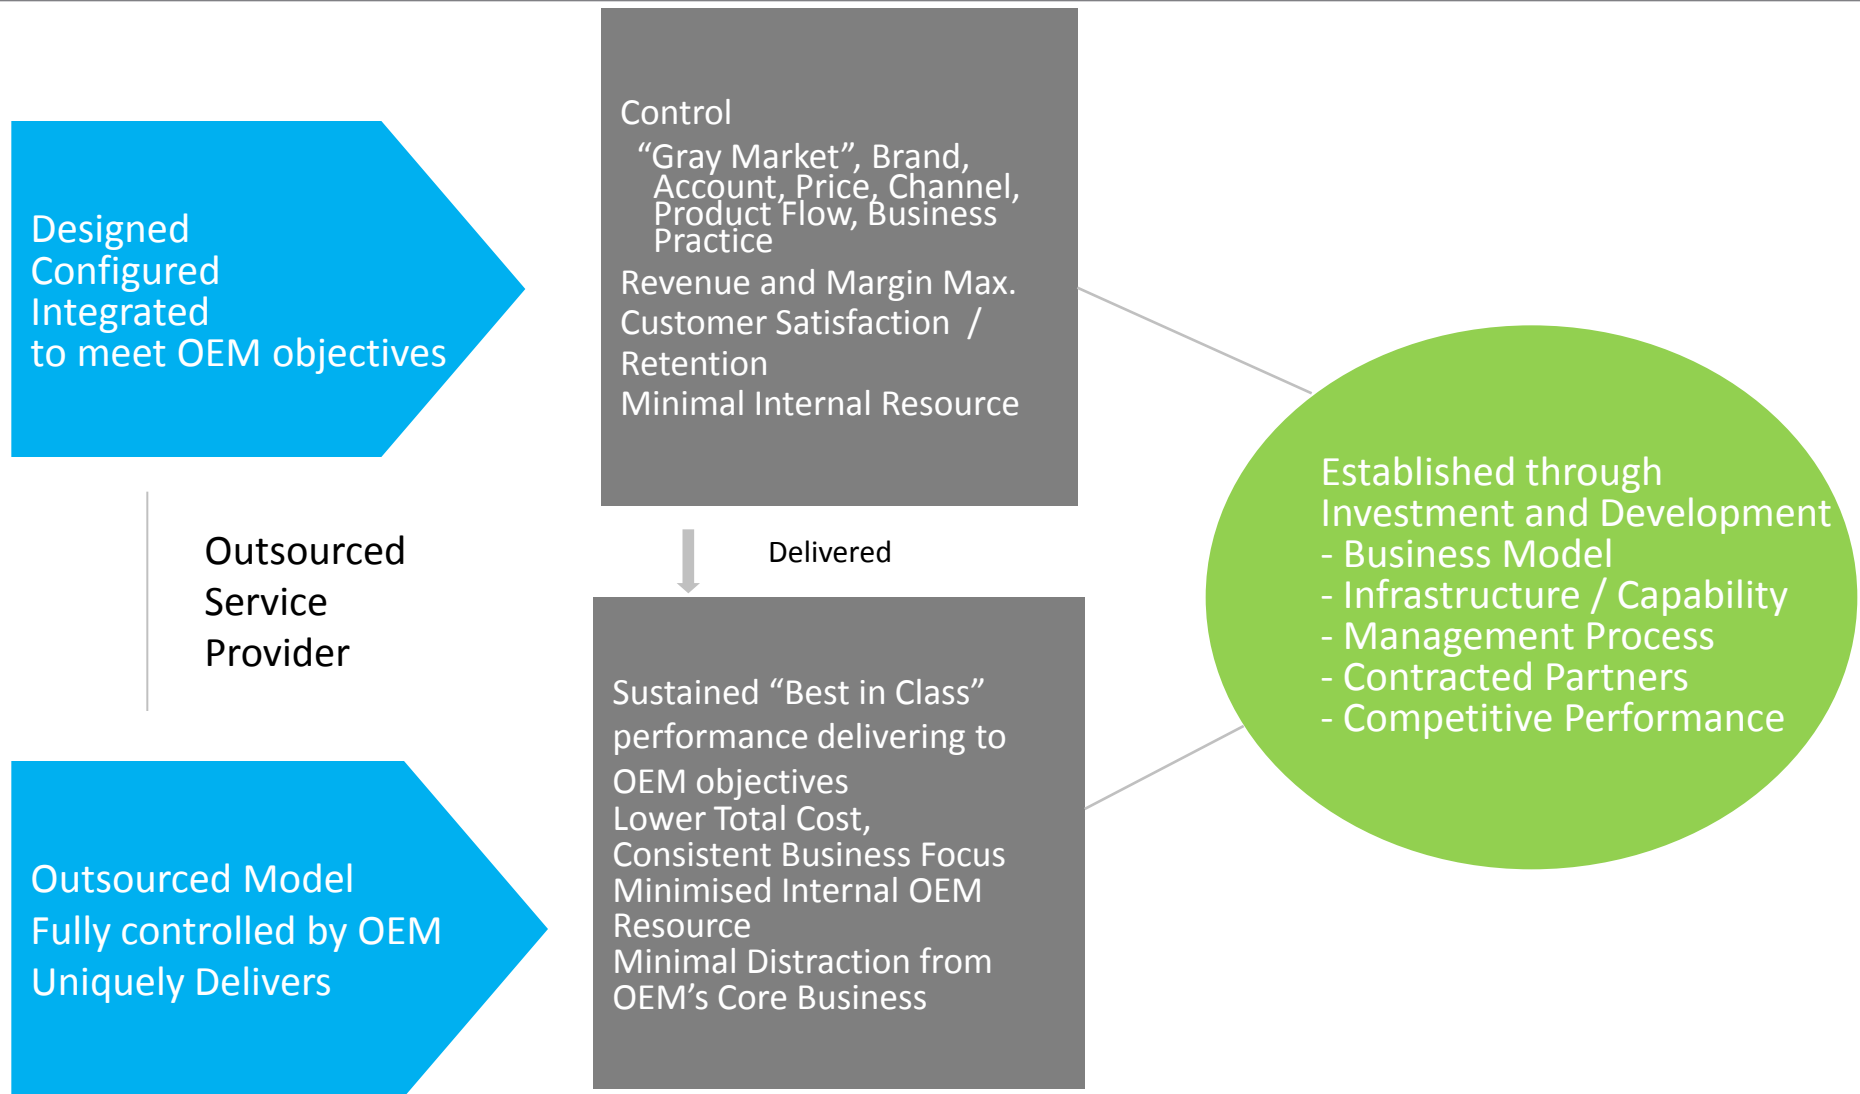 Designed
Configured
Integrated
to meet OEM objectives
Outsourced
Service
Provider
Outsourced Model
Fully controlled by OEM
Uniquely Delivers
Control
“Gray Market”, Brand,
Account, Price, Channel,
Product Flow, Business
Practice
Revenue and Margin Max.
Customer Satisfaction  /
Retention
Minimal Internal Resource
Delivered
Sustained “Best in Class”
performance delivering to
OEM objectives
Lower Total Cost,
Consistent Business Focus
Minimised Internal OEM
Resource
Minimal Distraction from
OEM’s Core Business
Established through
Investment and Development
- Business Model
- Infrastructure / Capability
- Management Process
- Contracted Partners
- Competitive Performance